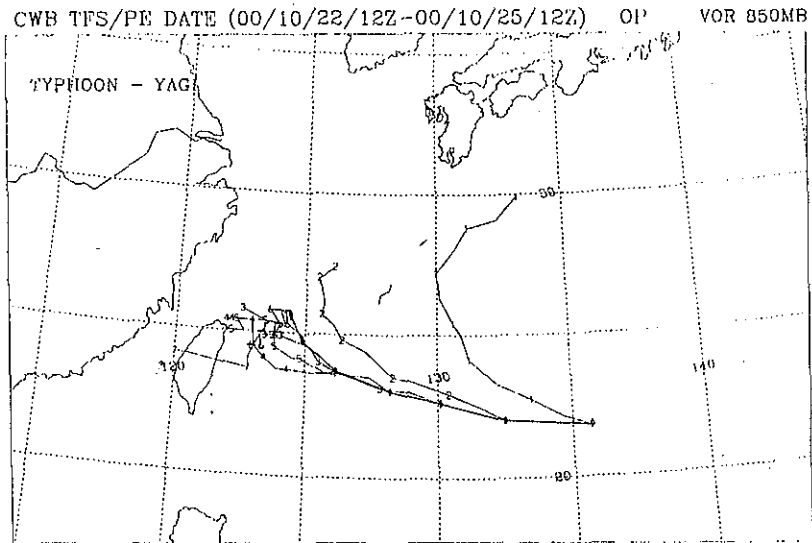 CWB TFS/PE DATE (00/10/22/12Z-00/10/25/12Z) OP VOR 850MB
TYPHOON - YAGI
30
120
130
140
20